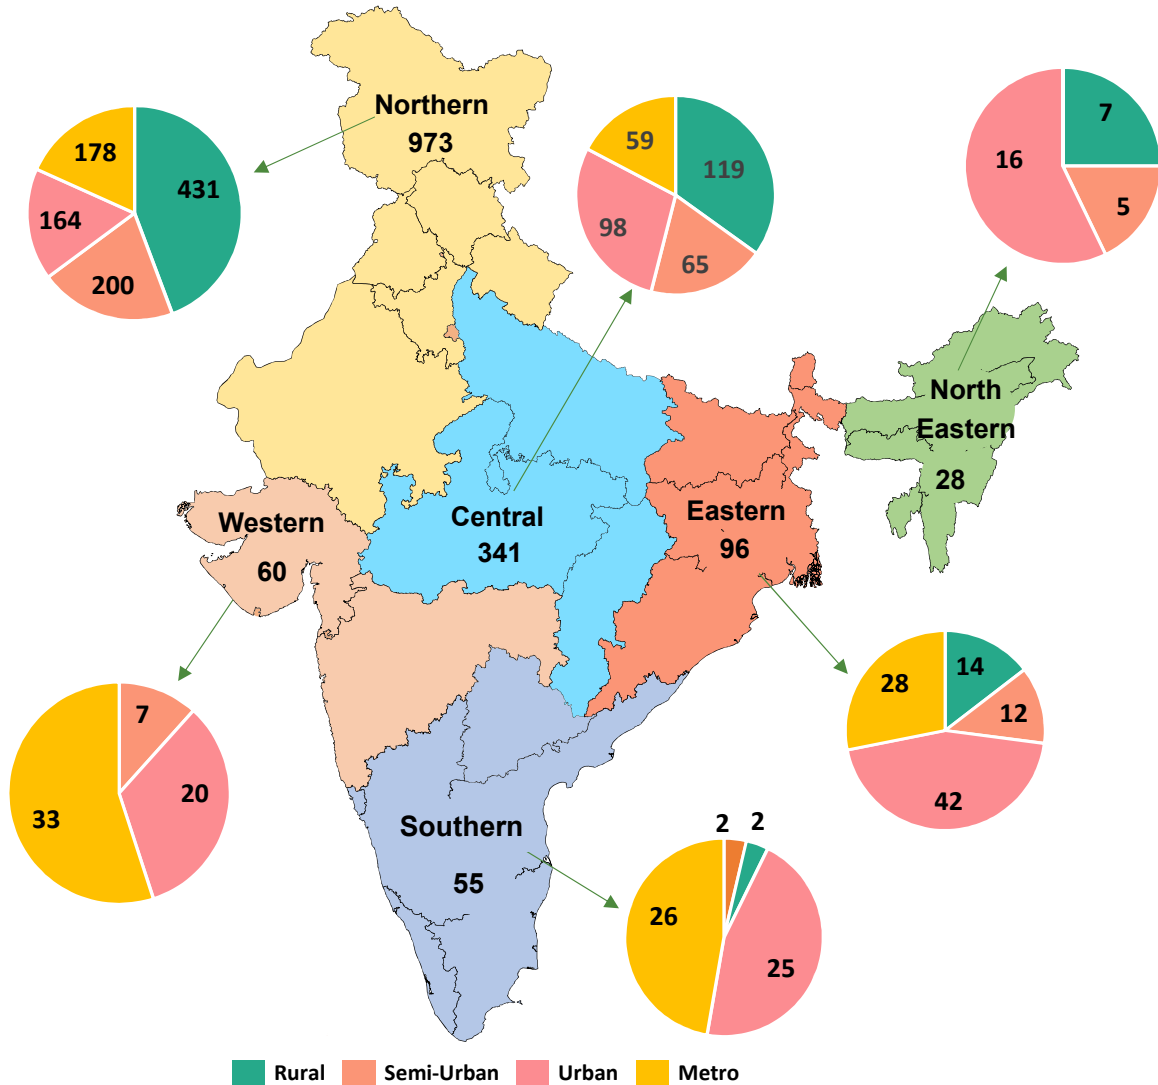 Northern
973
178
431
164
200
59
119
98
65
7
16
5
North
Eastern
28
Western
60
Central
341
Eastern
96
7
20
33
28
14
12
42
Southern
55
2
2
26
25
Rural
Semi-Urban
Urban
Metro